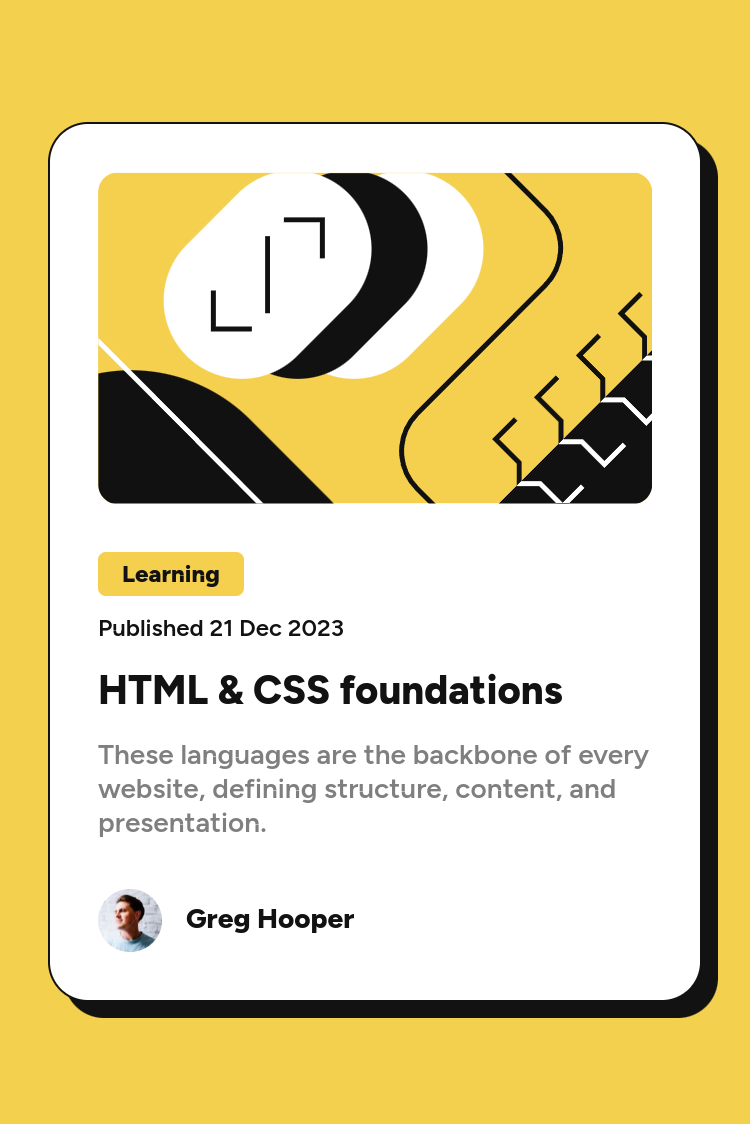 Learning
Published 21 Dec 2023
HTML & CSS foundations
These languages are the backbone of every
website, defining structure, content, and
presentation.
Greg Hooper